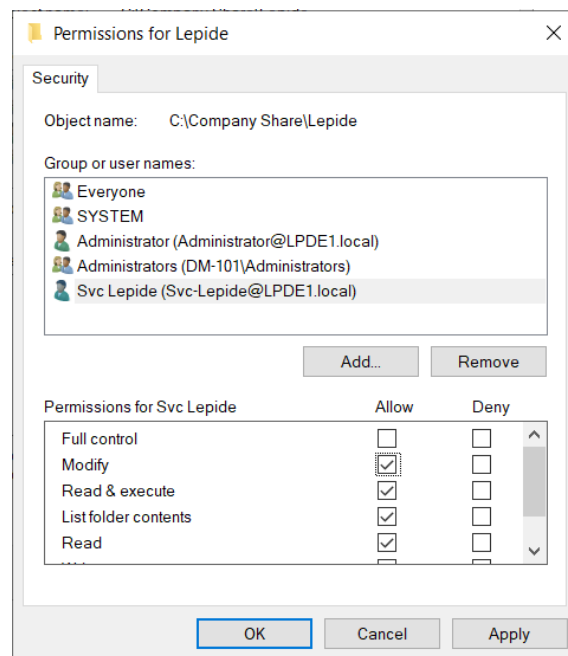 Permissions for Lepide
Security
Object name: C:\Company Share\Lepide
Group or user names:
Everyone
SYSTEM
Administrator (Administrator@LPDE1.local)
Administrators (DM-101\Administrators)
Svc Lepide (Svc-Lepide@LPDE1.local)
Add... Remove
Permissions for Svc Lepide Allow Deny
Full control
Modify
Read & execute
List folder contents
Read
OK Cancel Apply